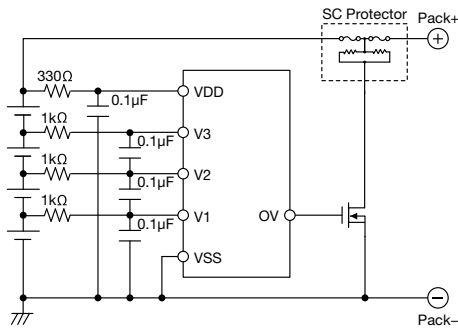 SC Protector
Pack+
330Ω
0.1µF
VDD
1kΩ
0.1µF
V3
1kΩ
0.1µF
V2
1kΩ
0.1µF
V1
OV
VSS
Pack−